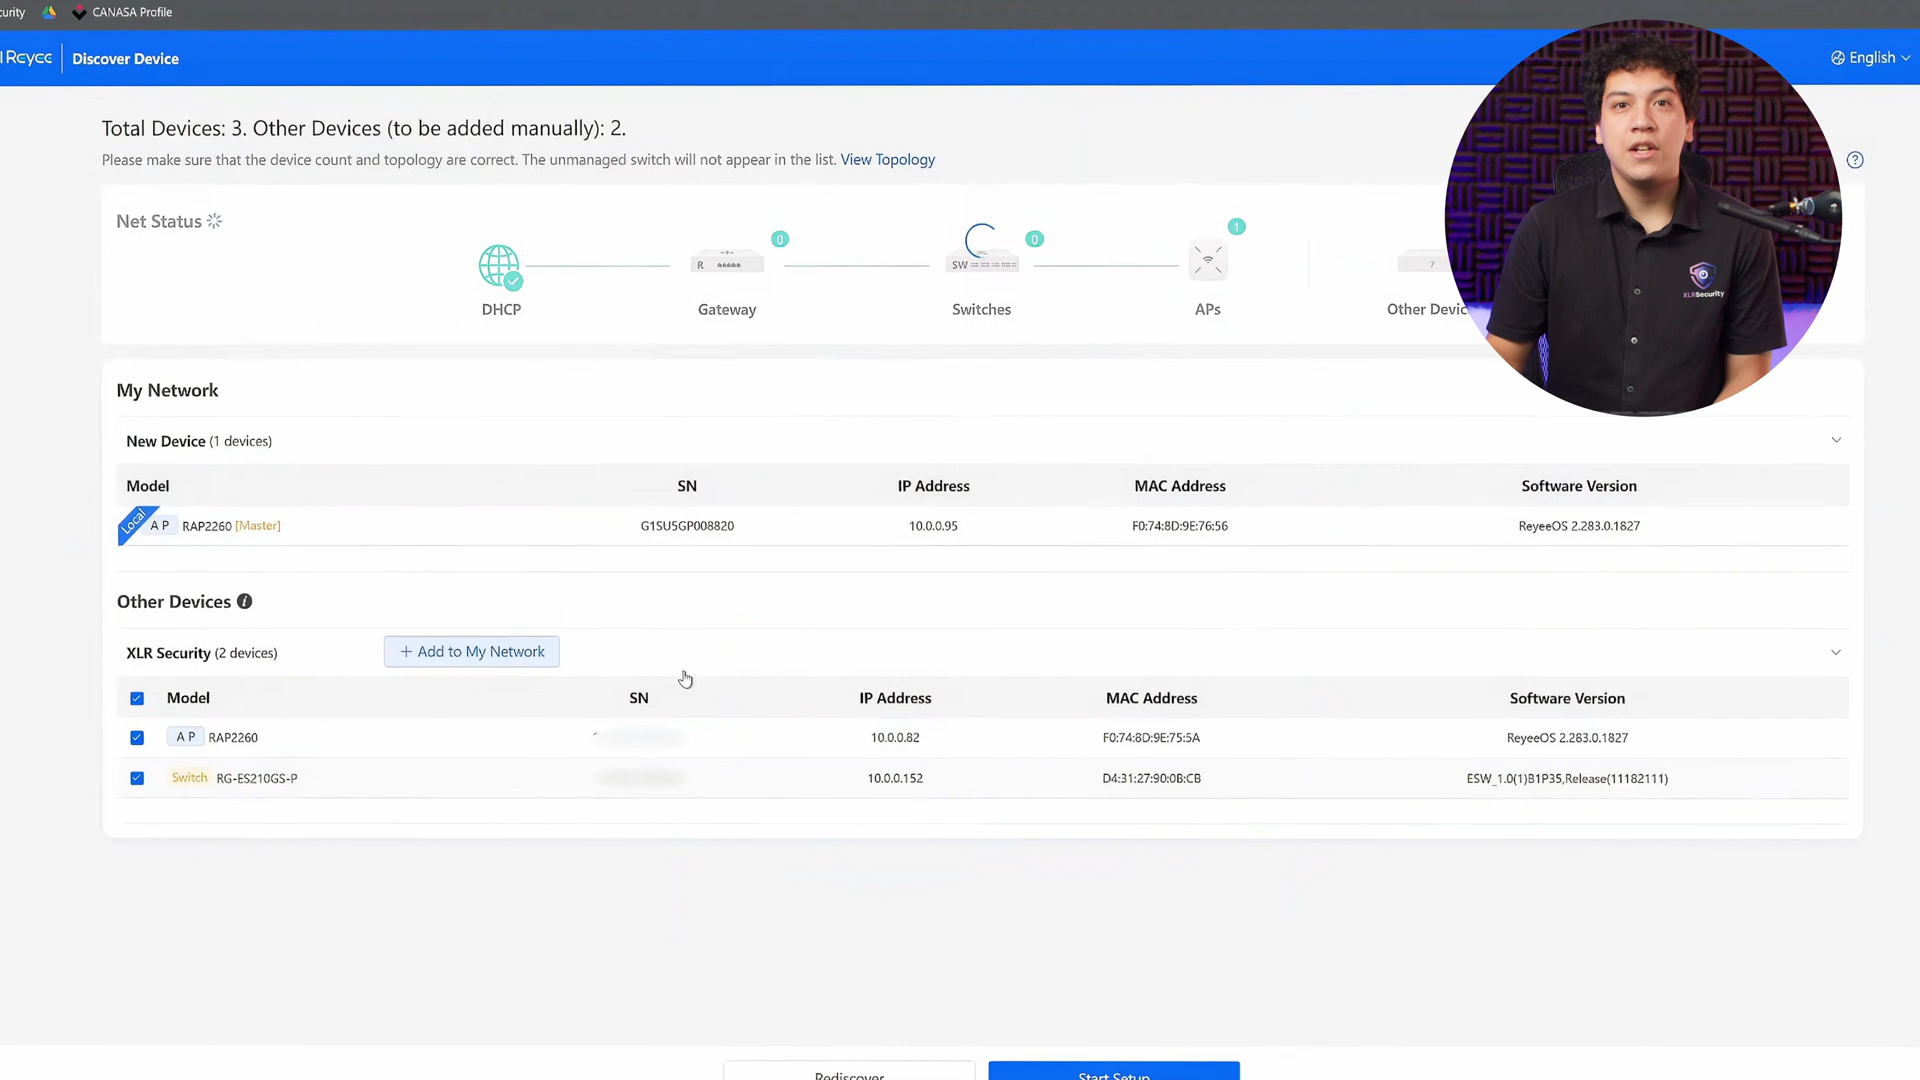 curity CANASA Profile
Reyee Discover Device English
Total Devices: 3. Other Devices (to be added manually): 2.
Please make sure that the device count and topology are correct. The unmanaged switch will not appear in the list. View Topology
?
Net Status
0 0 1
R SW ?
DHCP Gateway Switches APs Other Devic
XLRSecurity
My Network
New Device (1 devices)
Model SN IP Address MAC Address Software Version
Local AP RAP2260 [Master] G1SU5GP008820 10.0.0.95 F0:74:8D:9E:76:56 ReyeeOS 2.283.0.1827
Other Devices i
XLR Security (2 devices) + Add to My Network
Model SN IP Address MAC Address Software Version
AP RAP2260 10.0.0.82 F0:74:8D:9E:75:5A ReyeeOS 2.283.0.1827
Switch RG-ES210GS-P 10.0.0.152 D4:31:27:90:0B:CB ESW_1.0(1)B1P35,Release(11182111)
Rediscover Start Setup